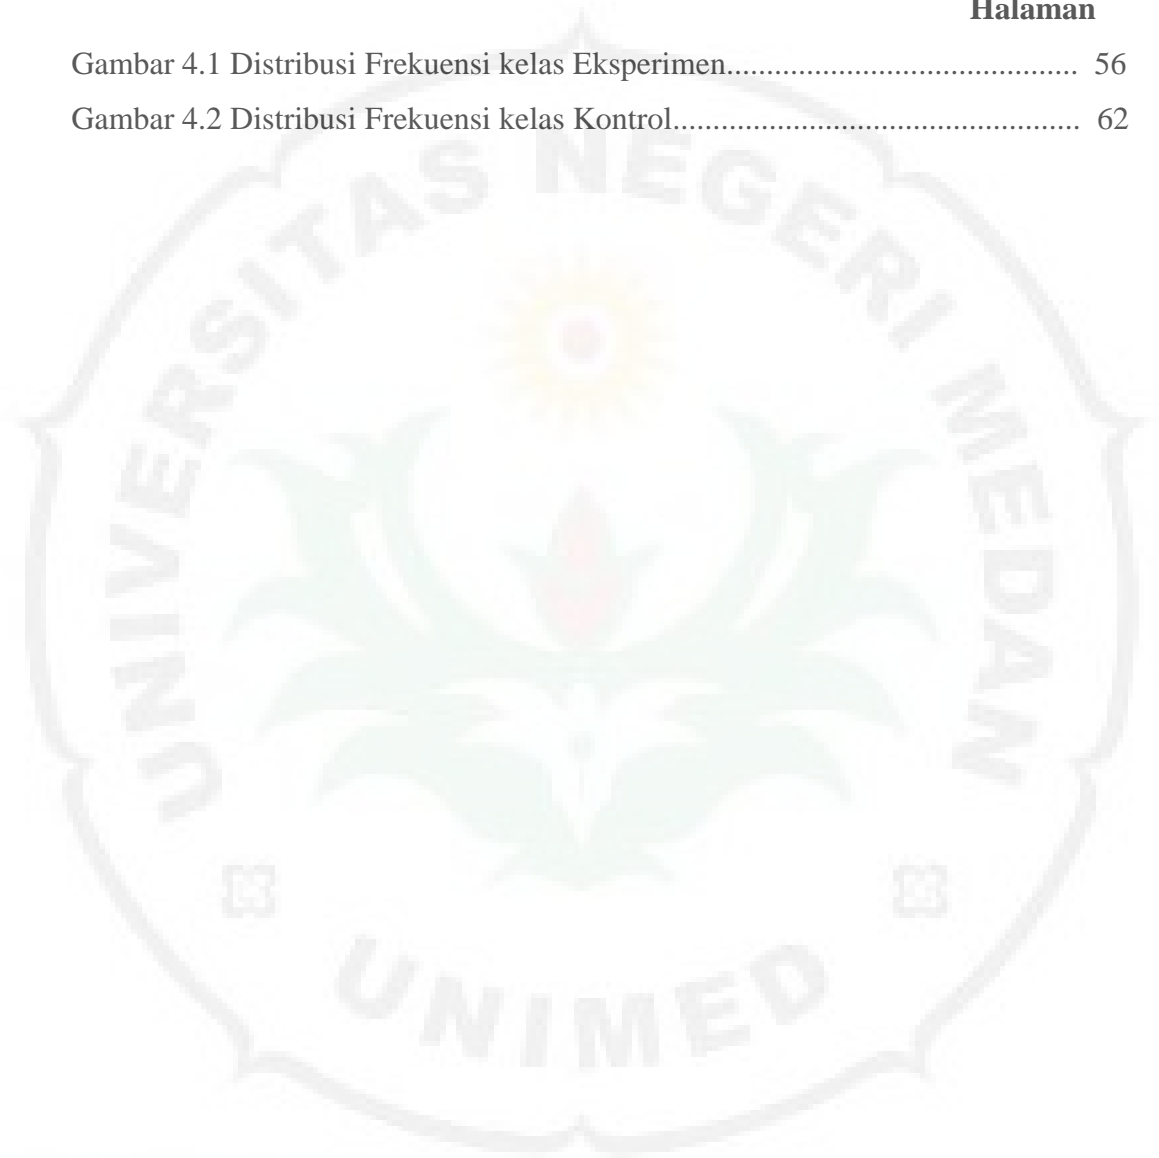 Halaman
Gambar 4.1 Distribusi Frekuensi kelas Eksperimen............................................ 56
Gambar 4.2 Distribusi Frekuensi kelas Kontrol................................................... 62
UNIVERSITAS NEGERI MEDAN
UNIMED